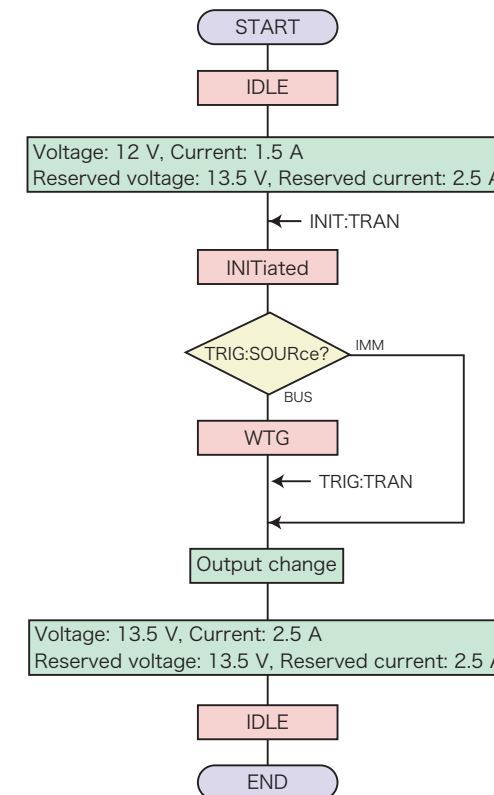 START
IDLE
Voltage: 12 V, Current: 1.5 A
Reserved voltage: 13.5 V, Reserved current: 2.5 A
INIT:TRAN
INITiated
TRIG:SOURce?
IMM
BUS
WTG
TRIG:TRAN
Output change
Voltage: 13.5 V, Current: 2.5 A
Reserved voltage: 13.5 V, Reserved current: 2.5 A
IDLE
END